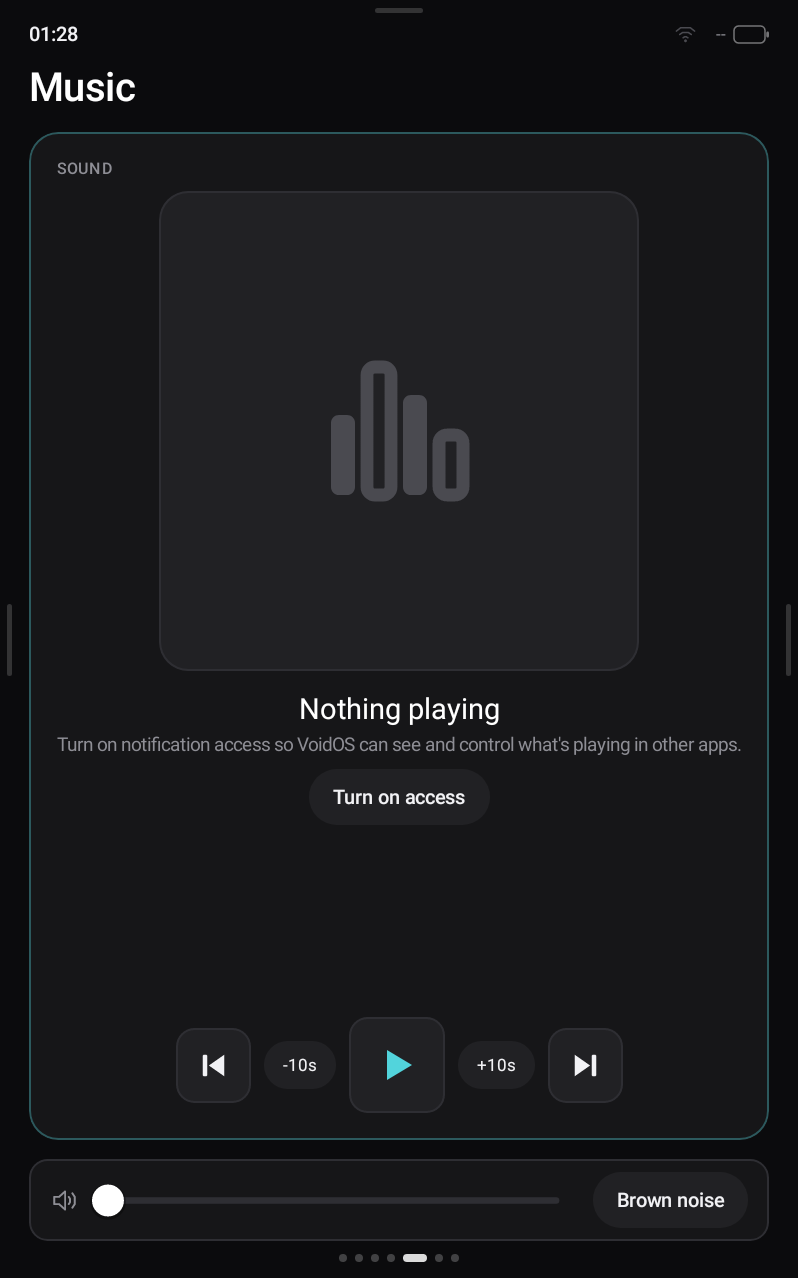 01:28
--
Music
SOUND
Nothing playing
Turn on notification access so VoidOS can see and control what's playing in other apps.
Turn on access
-10s
+10s
Brown noise